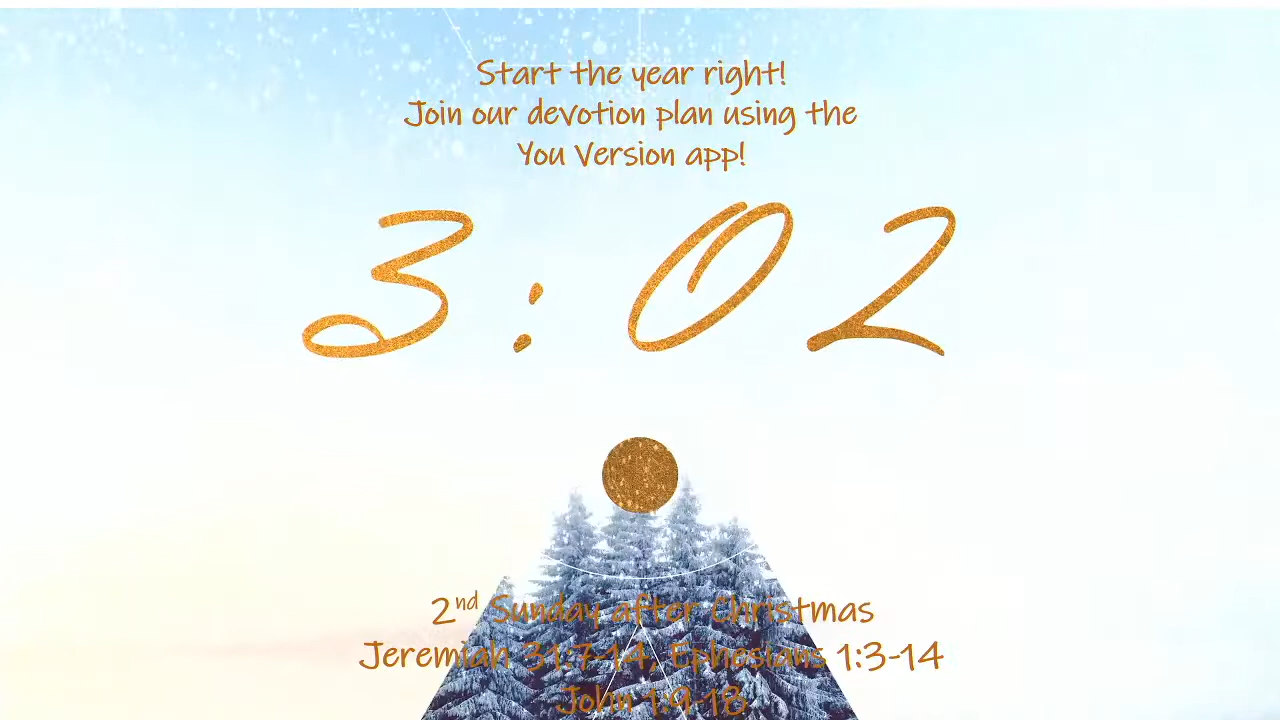 Start the year right!
Join our devotion plan using the
You Version app!
3:02
2nd Sunday after Christmas
Jeremiah 31:7-14, Ephesians 1:3-14
John 1:9-18